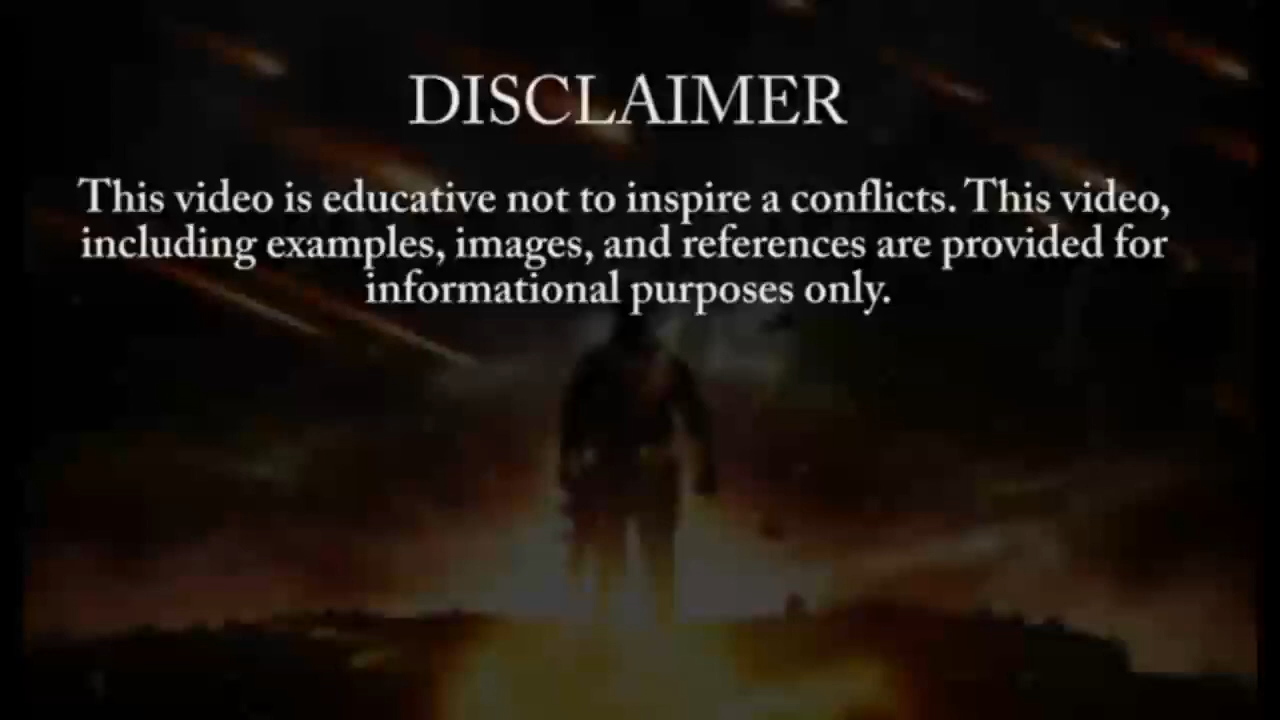 DISCLAIMER
This video is educative not to inspire a conflicts. This video,
including examples, images, and references are provided for
informational purposes only.